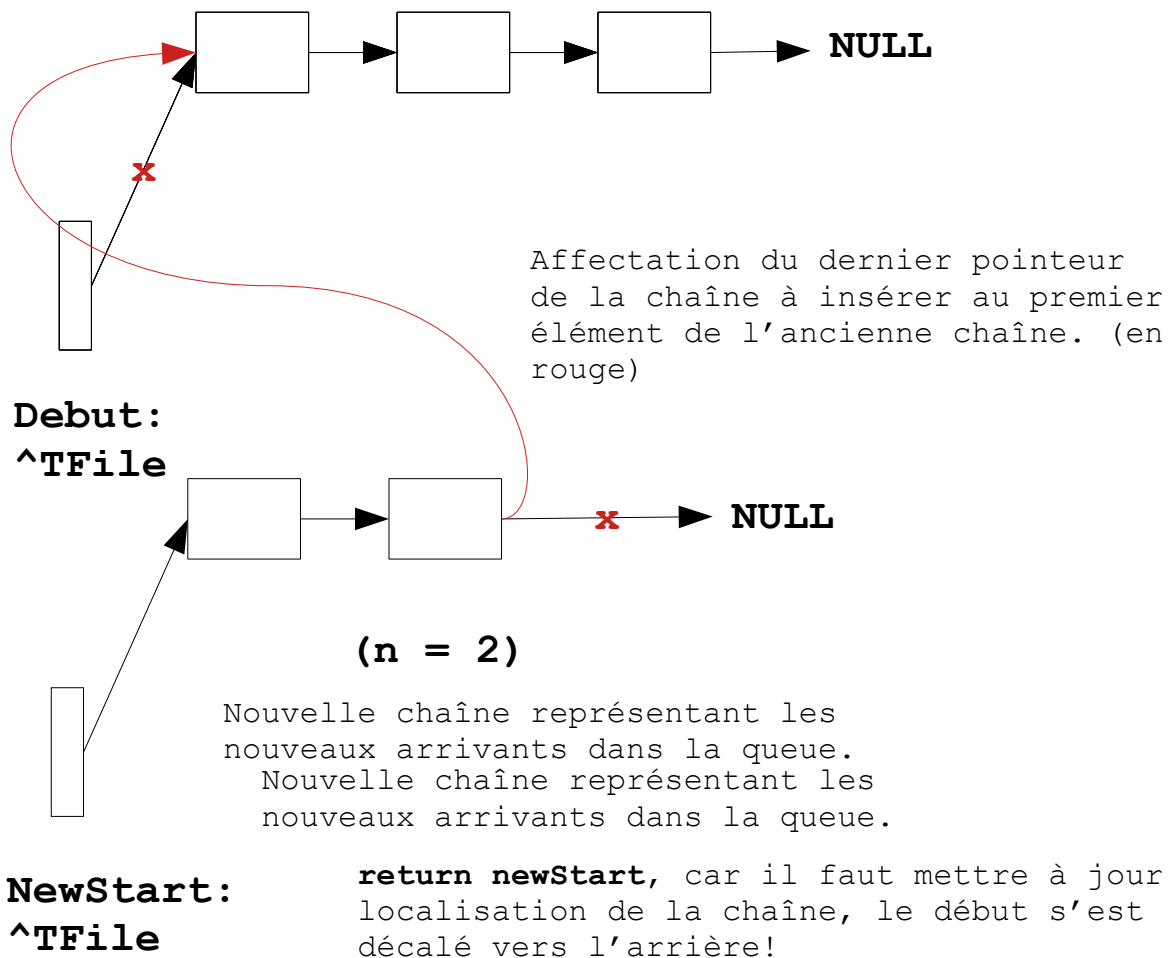 NULL
x
Affectation du dernier pointeur
de la chaîne à insérer au premier
élément de l'ancienne chaîne. (en
rouge)
Debut:
^TFile
x
NULL
(n = 2)
Nouvelle chaîne représentant les
nouveaux arrivants dans la queue.
Nouvelle chaîne représentant les
nouveaux arrivants dans la queue.
NewStart:
^TFile
return newStart, car il faut mettre à jour
localisation de la chaîne, le début s'est
décalé vers l'arrière!